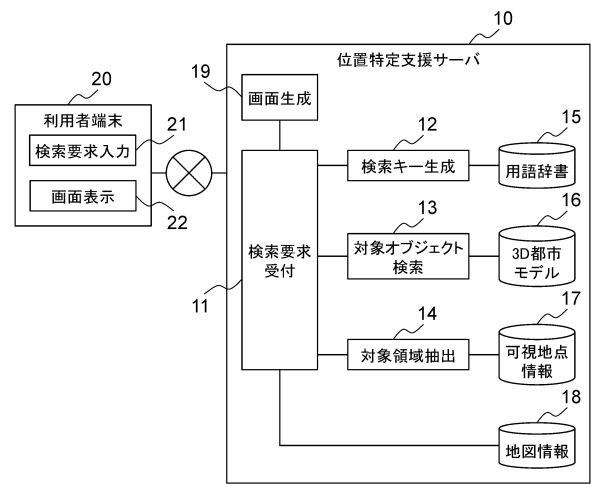 10
位置特定支援サーバ
20
利用者端末
21
検索要求入力
画面表示
22
19
画面生成
検索要求
受付
11
12
検索キー生成
15
用語辞書
13
対象オブジェクト
検索
16
3D都市
モデル
14
対象領域抽出
17
可視地点
情報
18
地図情報